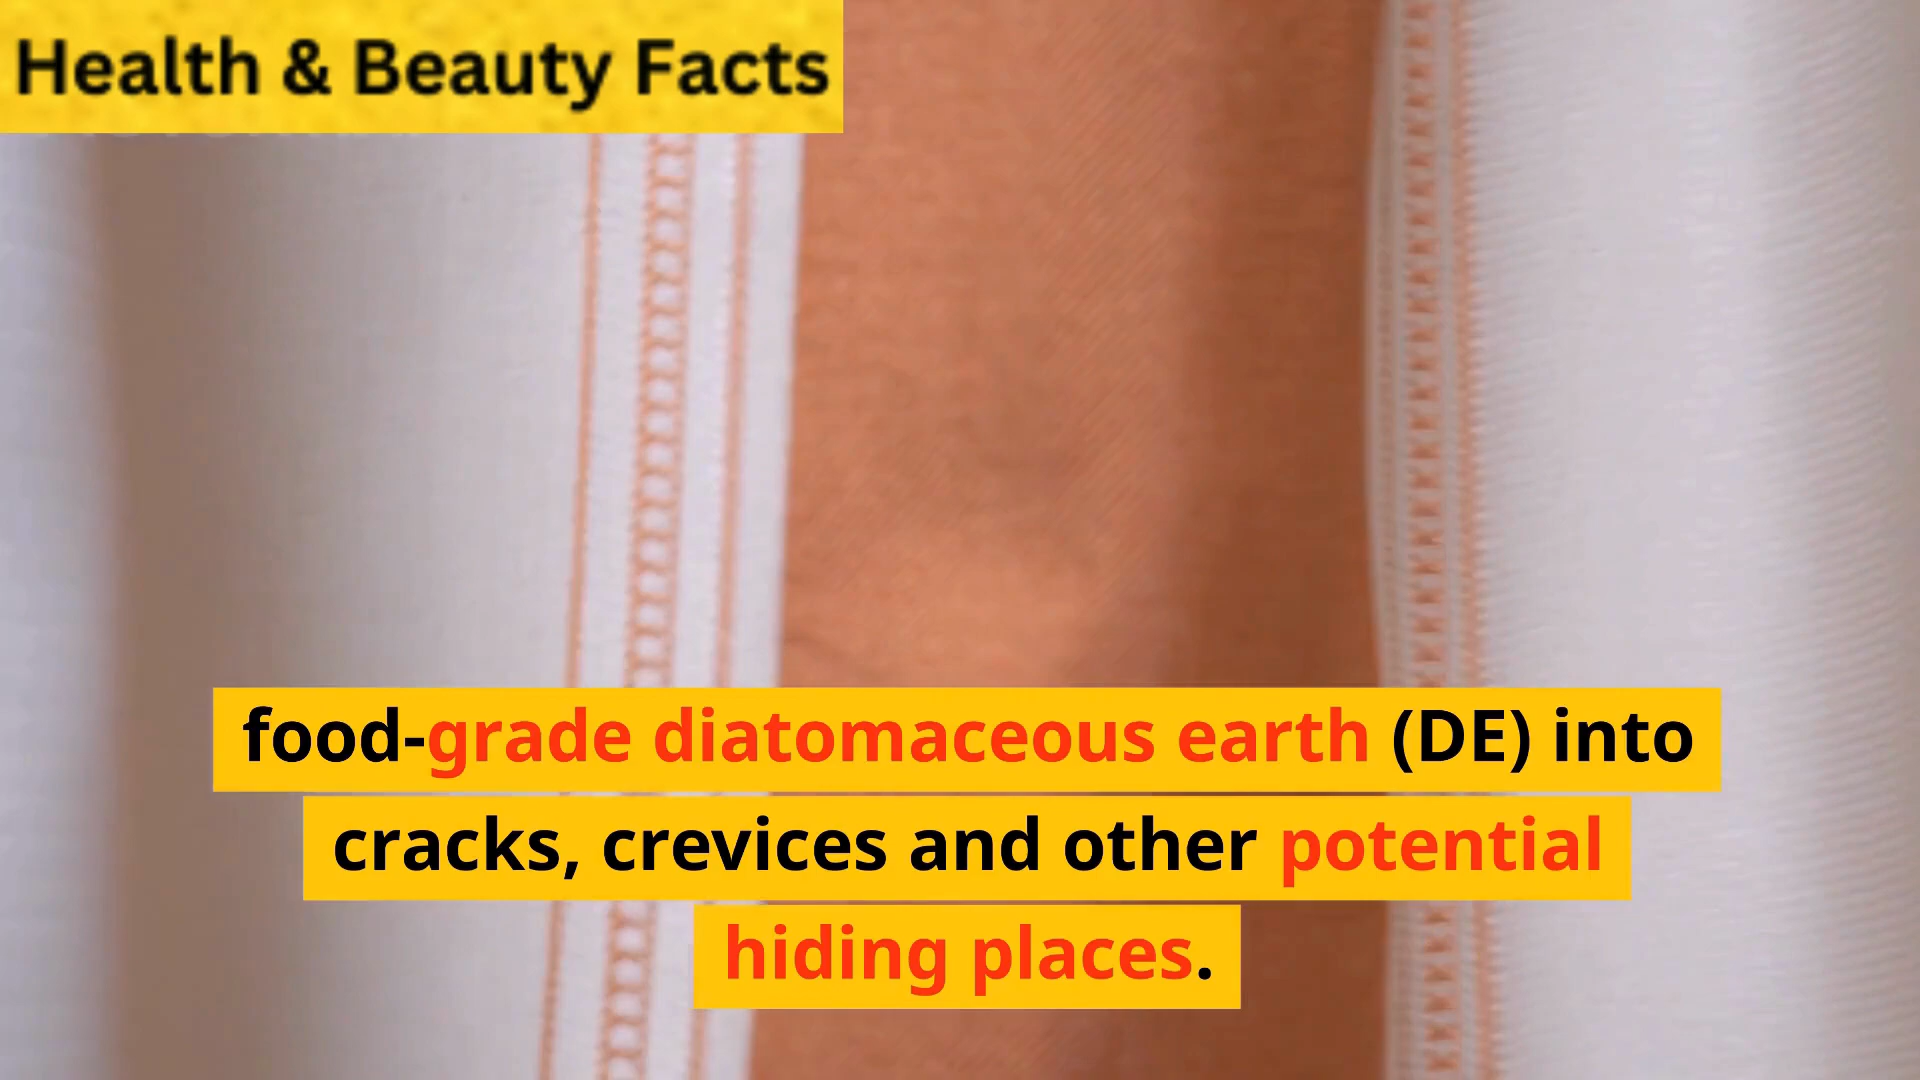 Health & Beauty Facts
food-grade diatomaceous earth (DE) into
cracks, crevices and other potential
hiding places.